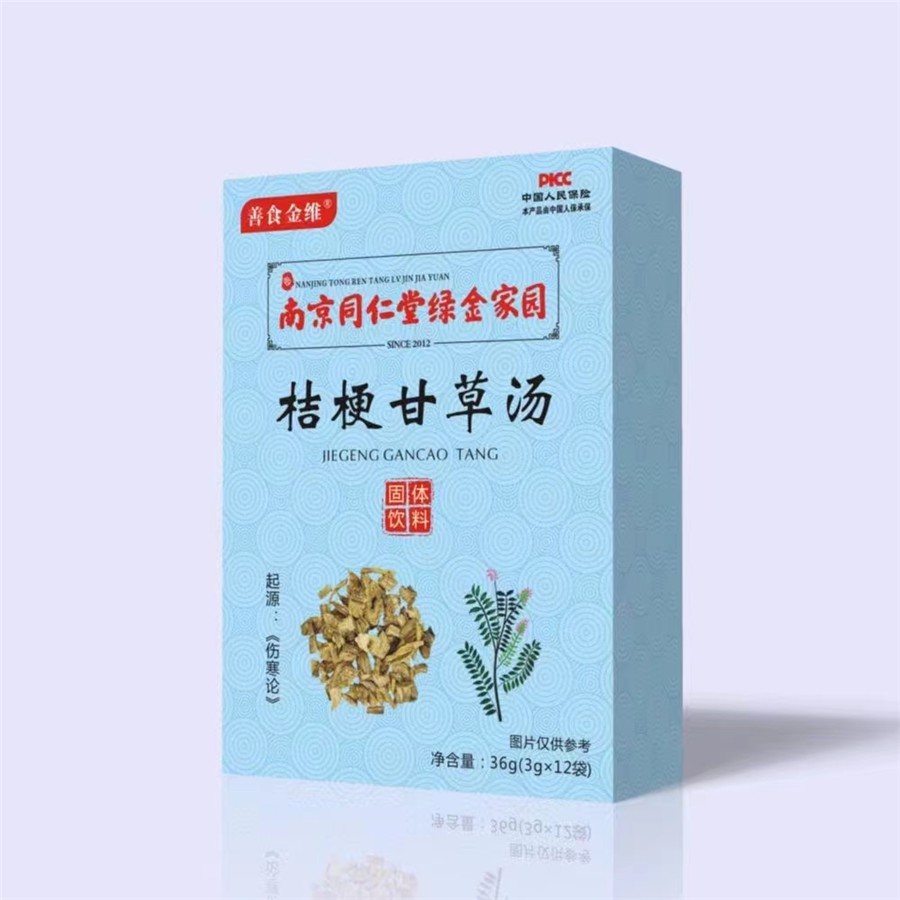 善食金维®
PICC
中国人民保险
本产品由中国人保承保
NANJING TONG REN TANG LV JIN JIA YUAN
南京同仁堂绿金家园
SINCE 2012
桔梗甘草汤
JIEGENG GANCAO TANG
固体
饮料
起源：《伤寒论》
图片仅供参考
净含量：36g(3g×12袋)